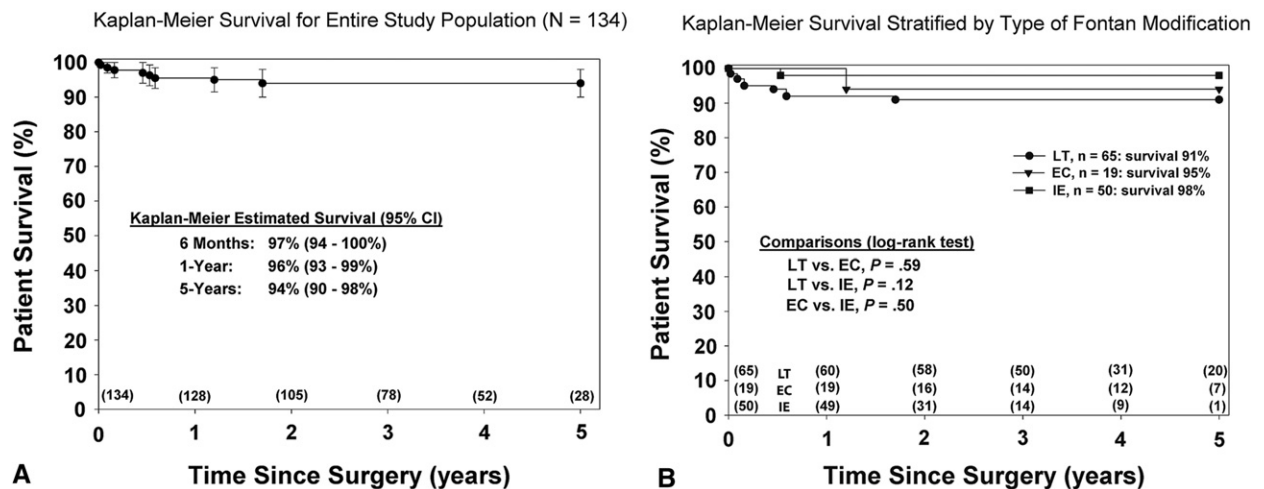 Kaplan-Meier Survival for Entire Study Population (N = 134)
100
90
80
70
60
50
40
30
20
10
0
Patient Survival (%)
Kaplan-Meier Estimated Survival (95% CI)
6 Months: 97% (94 - 100%)
1-Year: 96% (93 - 99%)
5-Years: 94% (90 - 98%)
(134) (128) (105) (78) (52) (28)
0 1 2 3 4 5
A
Time Since Surgery (years)
Kaplan-Meier Survival Stratified by Type of Fontan Modification
100
90
80
70
60
50
40
30
20
10
0
Patient Survival (%)
LT, n = 65: survival 91%
EC, n = 19: survival 95%
IE, n = 50: survival 98%
Comparisons (log-rank test)
LT vs. EC, P = .59
LT vs. IE, P = .12
EC vs. IE, P = .50
(65) LT (60) (58) (50) (31) (20)
(19) EC (19) (16) (14) (12) (7)
(50) IE (49) (31) (14) (9) (1)
0 1 2 3 4 5
B
Time Since Surgery (years)